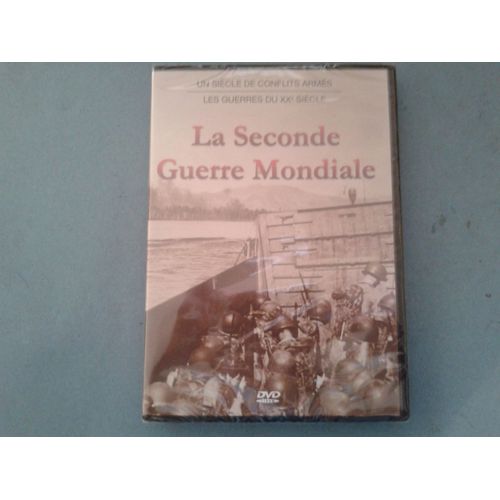 UN SIÈCLE DE CONFLITS ARMÉS
LES GUERRES DU XXe SIÈCLE
La Seconde
Guerre Mondiale
DVD